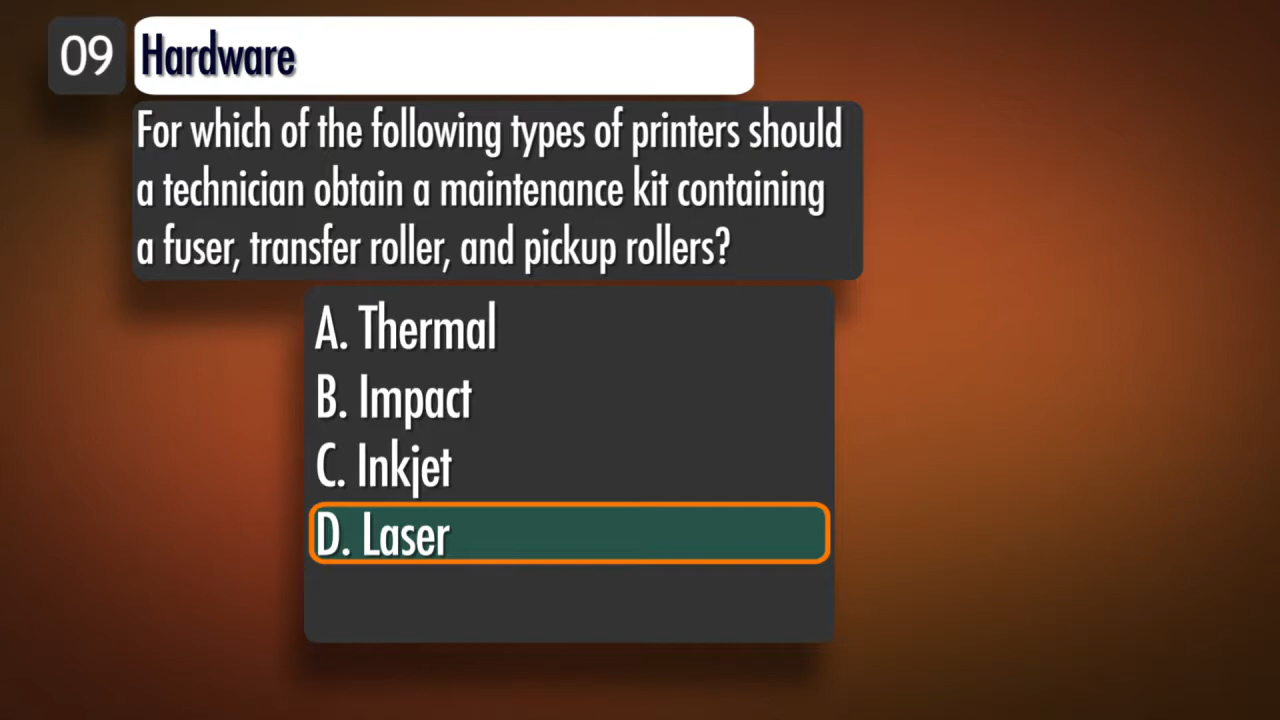 09
Hardware
For which of the following types of printers should
a technician obtain a maintenance kit containing
a fuser, transfer roller, and pickup rollers?
A. Thermal
B. Impact
C. Inkjet
D. Laser